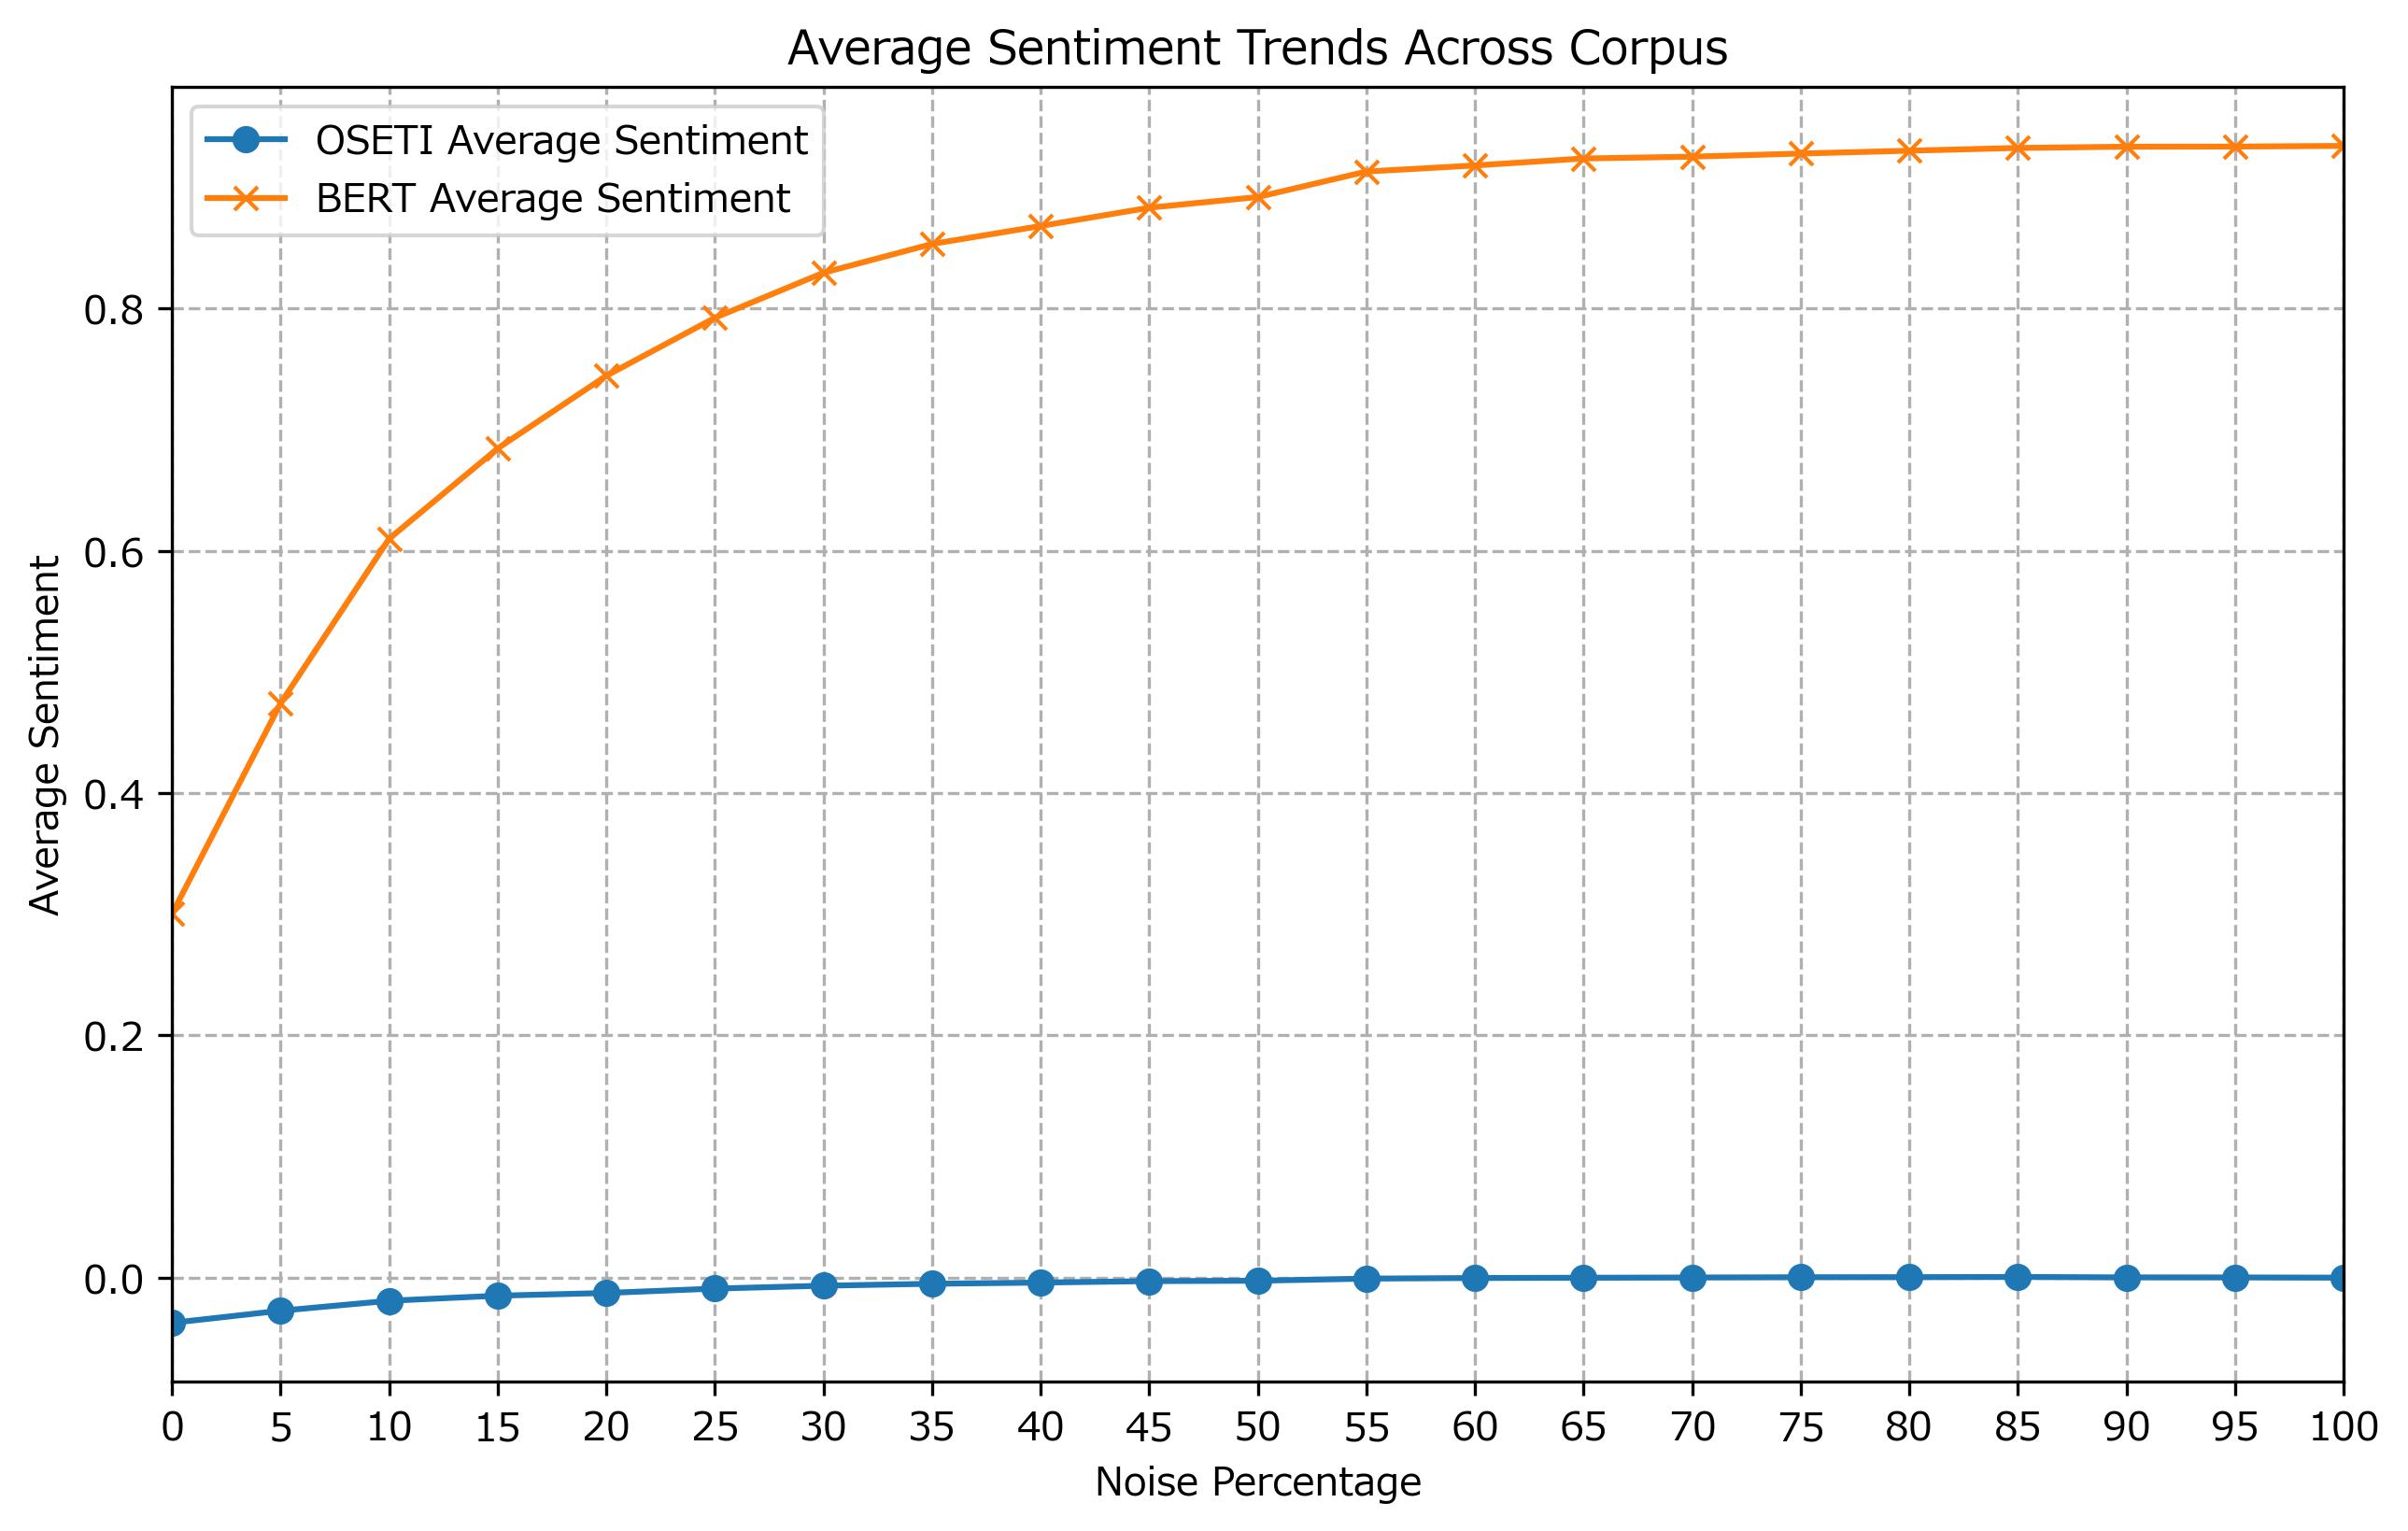 Average Sentiment Trends Across Corpus
OSETI Average Sentiment
BERT Average Sentiment
Average Sentiment
0.8
0.6
0.4
0.2
0.0
0 5 10 15 20 25 30 35 40 45 50 55 60 65 70 75 80 85 90 95 100
Noise Percentage